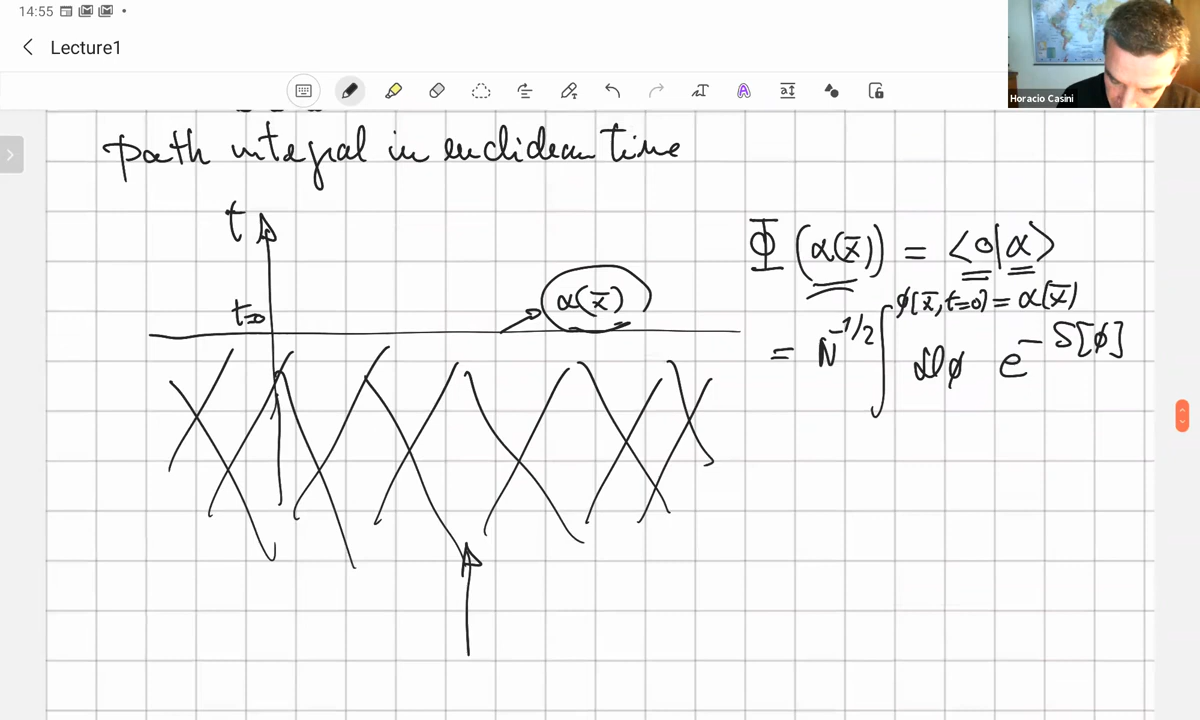 14:55
Lecture1
Horacio Casini
path integral in euclidean time
t
t=0
α(x̄)
Φ(α(x̄)) = <0|α>
= N^{-1/2} ∫^{ϕ[x̄,t=0)=α(x̄)} 𝒟ϕ e^{-S[ϕ]}